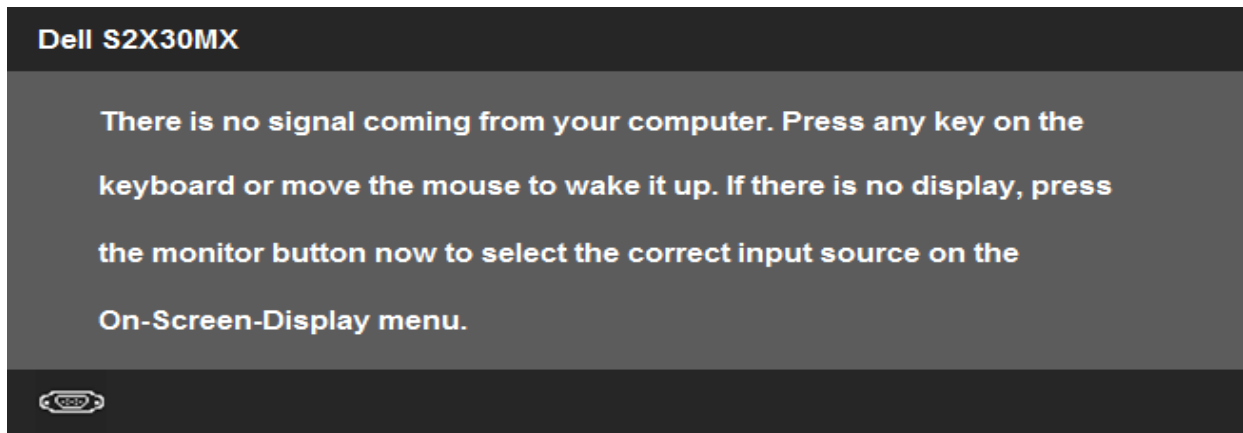 Dell S2X30MX
There is no signal coming from your computer. Press any key on the
keyboard or move the mouse to wake it up. If there is no display, press
the monitor button now to select the correct input source on the
On-Screen-Display menu.